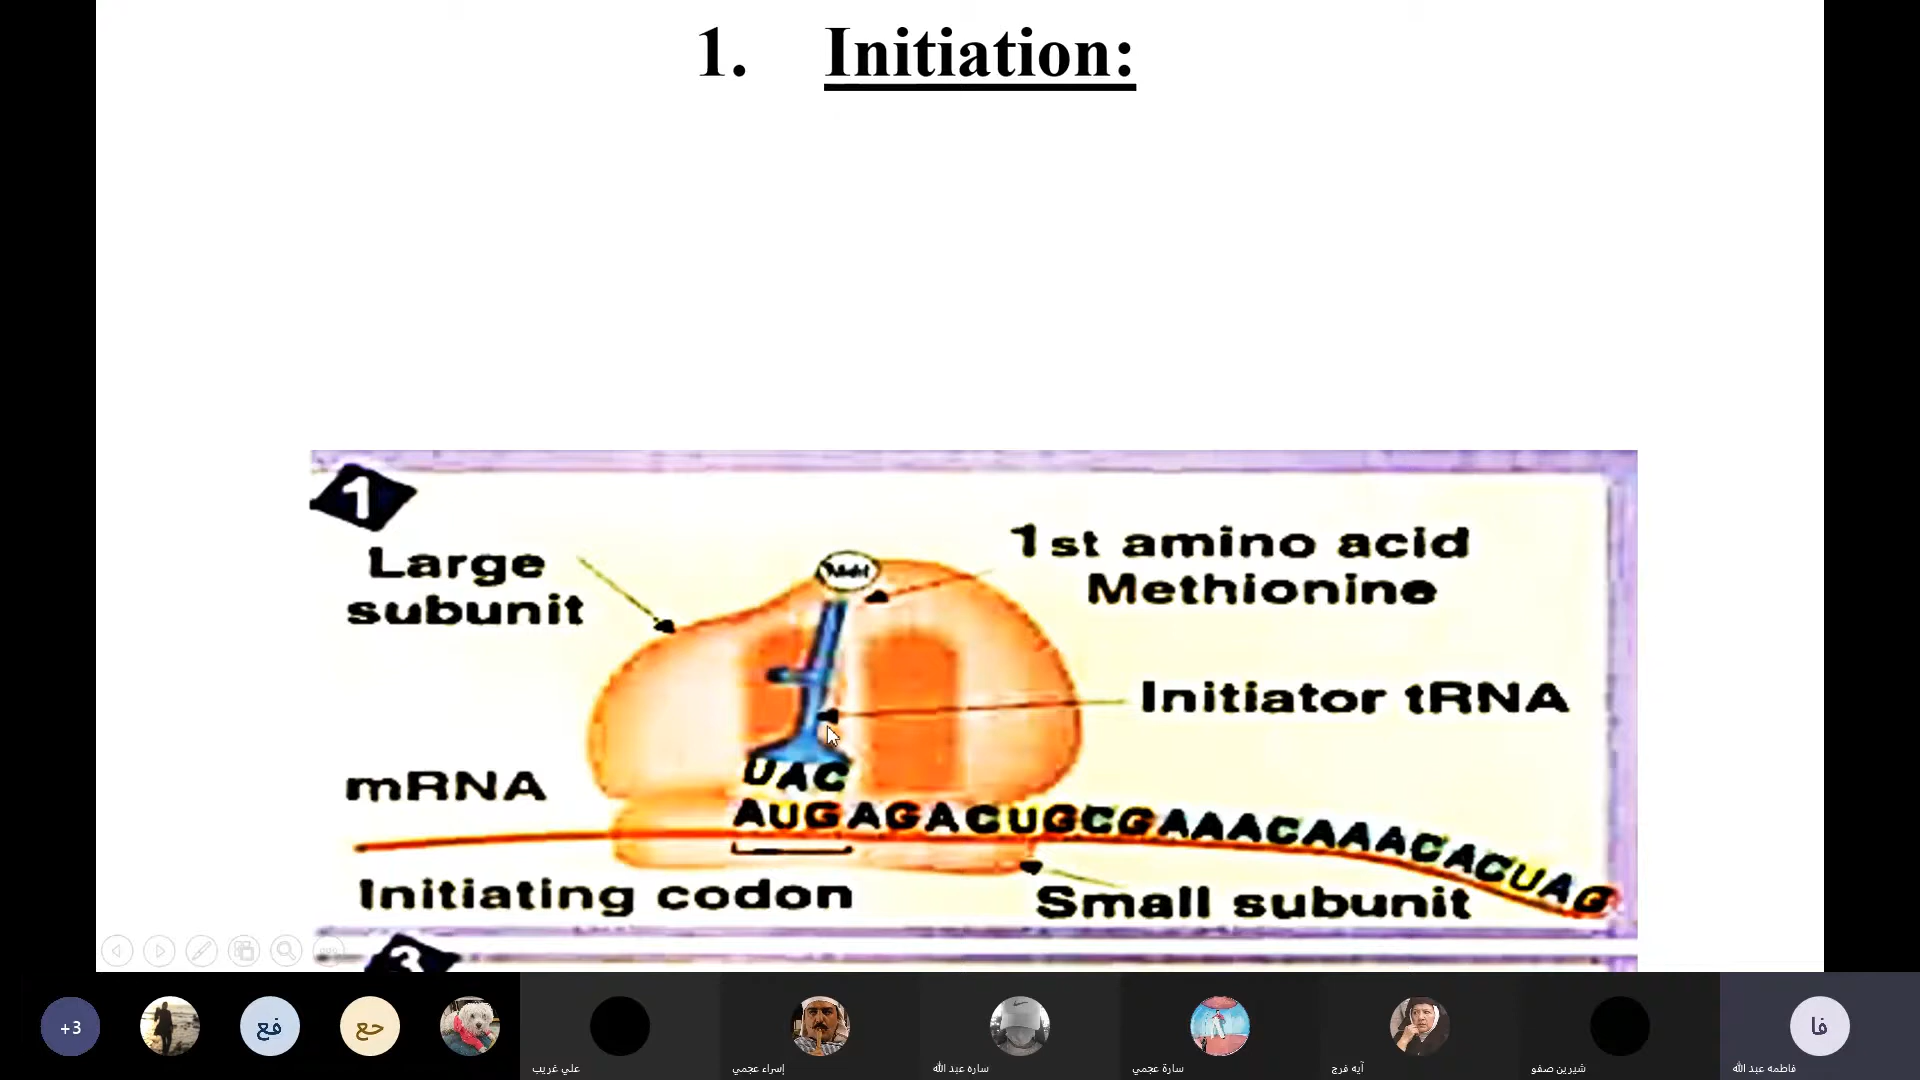 1. Initiation:
1
Large
subunit
Met
1st amino acid
Methionine
Initiator tRNA
mRNA
UAC
AUGAGACUGCGAAACAAACACUAG
Initiating codon
Small subunit
3
+3
فع
حع
فا
علي غريب
إسراء عجمي
ساره عبد الله
سارة عجمي
آيه فرج
شيرين صفو
فاطمه عبد الله